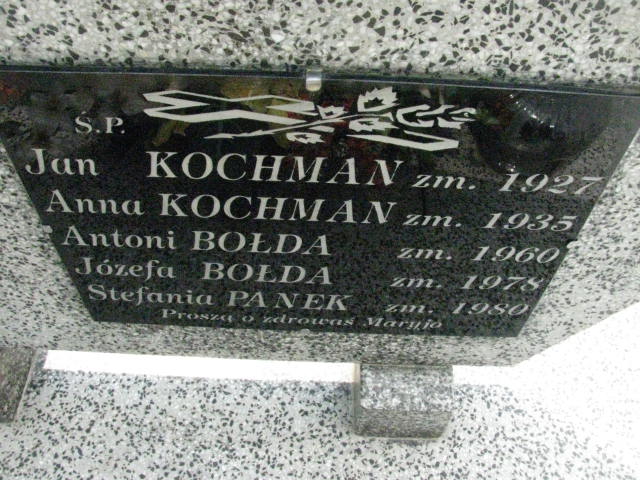 Ś.P.
Jan KOCHMAN zm. 1927
Anna KOCHMAN zm. 1935
Antoni BOŁDA zm. 1960
Józefa BOŁDA zm. 1978
Stefania PANEK zm. 1980
Proszą o zdrowaś Maryjo